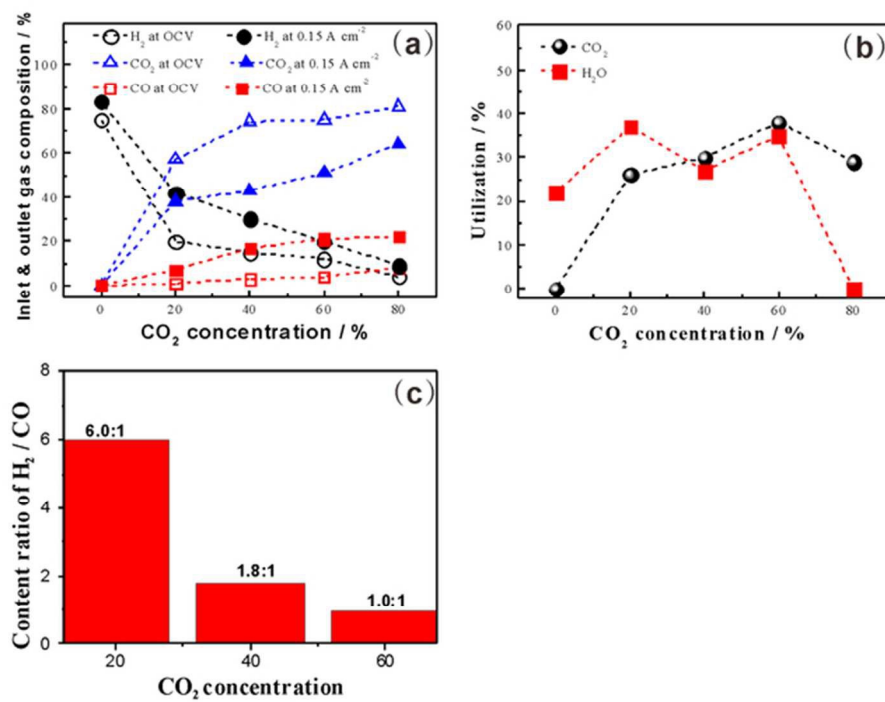 (a)
H2 at OCV
H2 at 0.15 A cm-2
CO2 at OCV
CO2 at 0.15 A cm-2
CO at OCV
CO at 0.15 A cm-2
Inlet & outlet gas composition / %
100
80
60
40
20
0
0 20 40 60 80
CO2 concentration / %
(b)
CO2
H2O
Utilization / %
60
50
40
30
20
10
0
0 20 40 60 80
CO2 concentration / %
(c)
Content ratio of H2 / CO
8
6
4
2
0
6.0:1
1.8:1
1.0:1
20 40 60
CO2 concentration